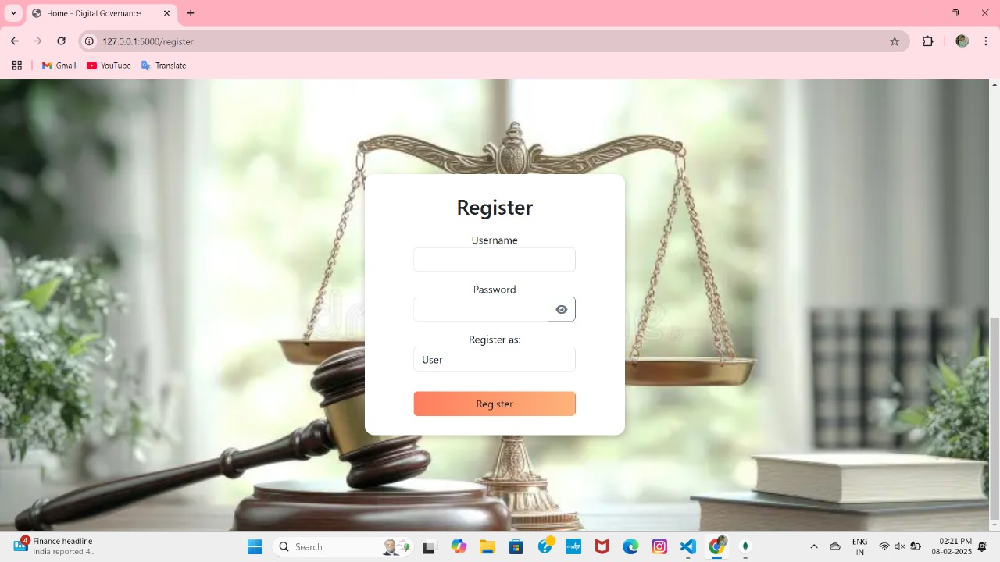 Home - Digital Governance
127.0.0.1:5000/register
Gmail
YouTube
Translate
Register
Username
Password
Register as:
User
Register
4
Finance headline
India reported 4...
Search
myhp
ENG
IN
02:21 PM
08-02-2025